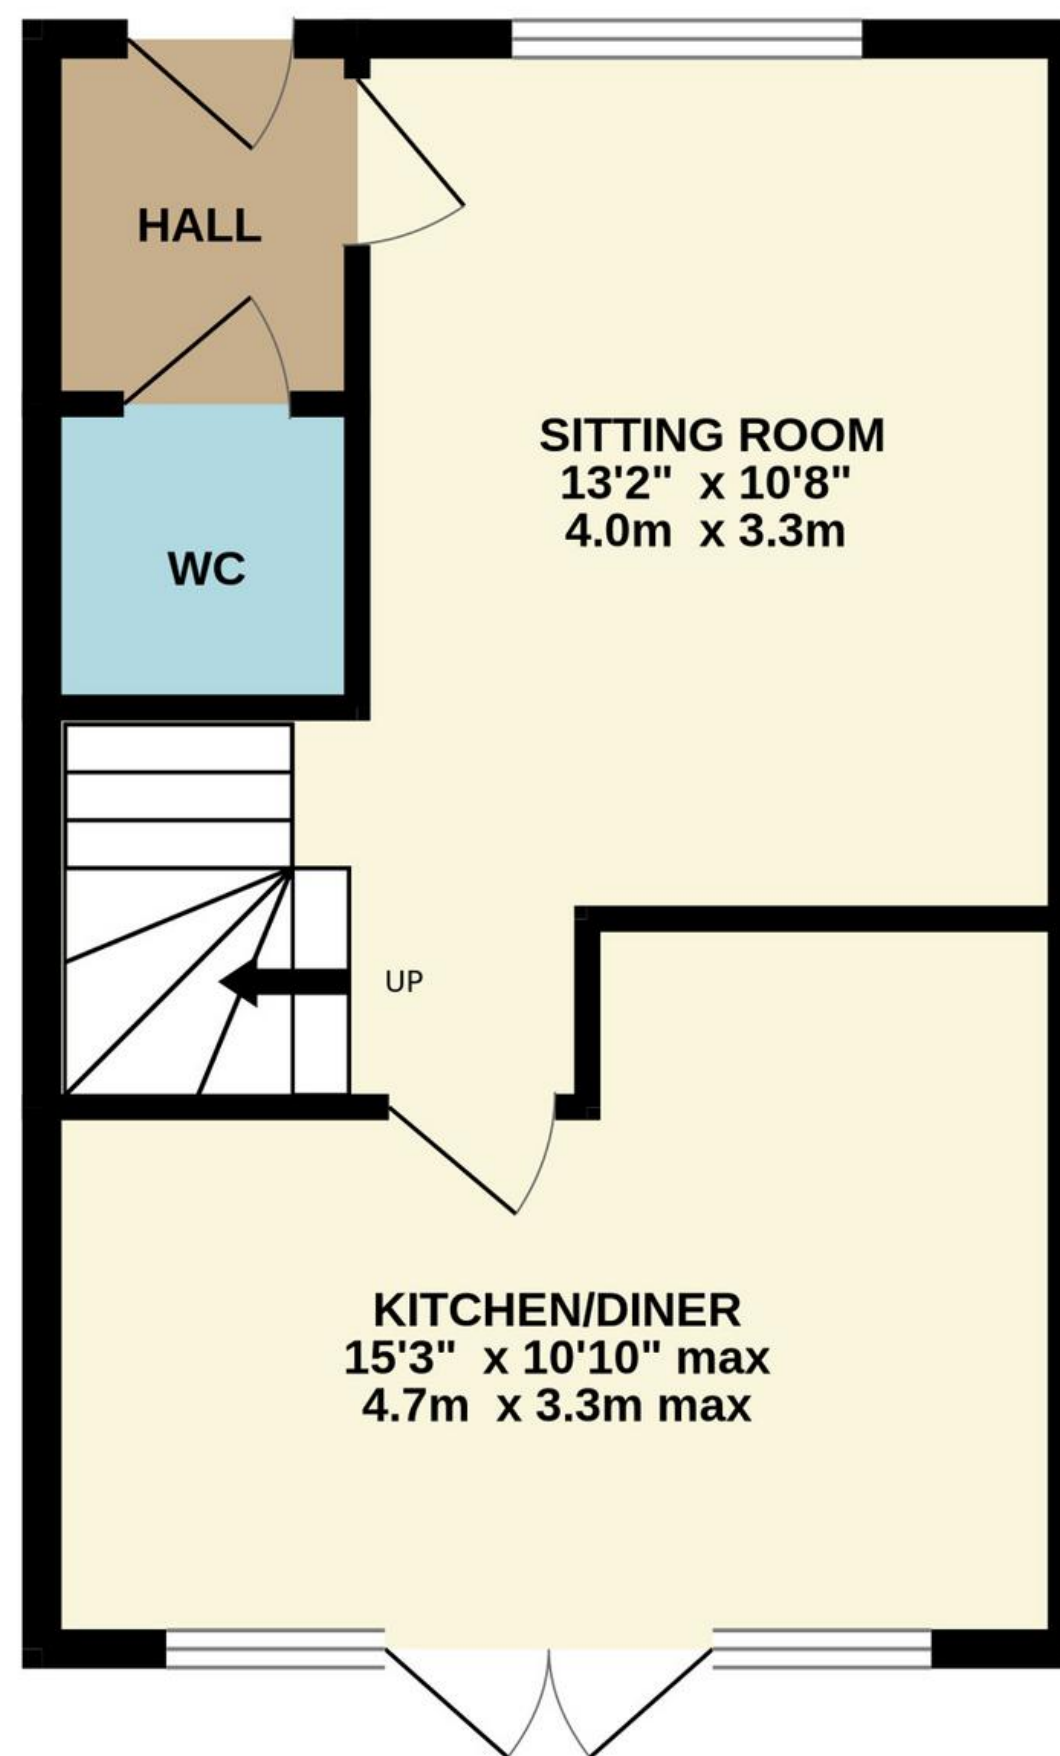 HALL
SITTING ROOM
13'2" x 10'8"
4.0m x 3.3m
WC
UP
KITCHEN/DINER
15'3" x 10'10" max
4.7m x 3.3m max